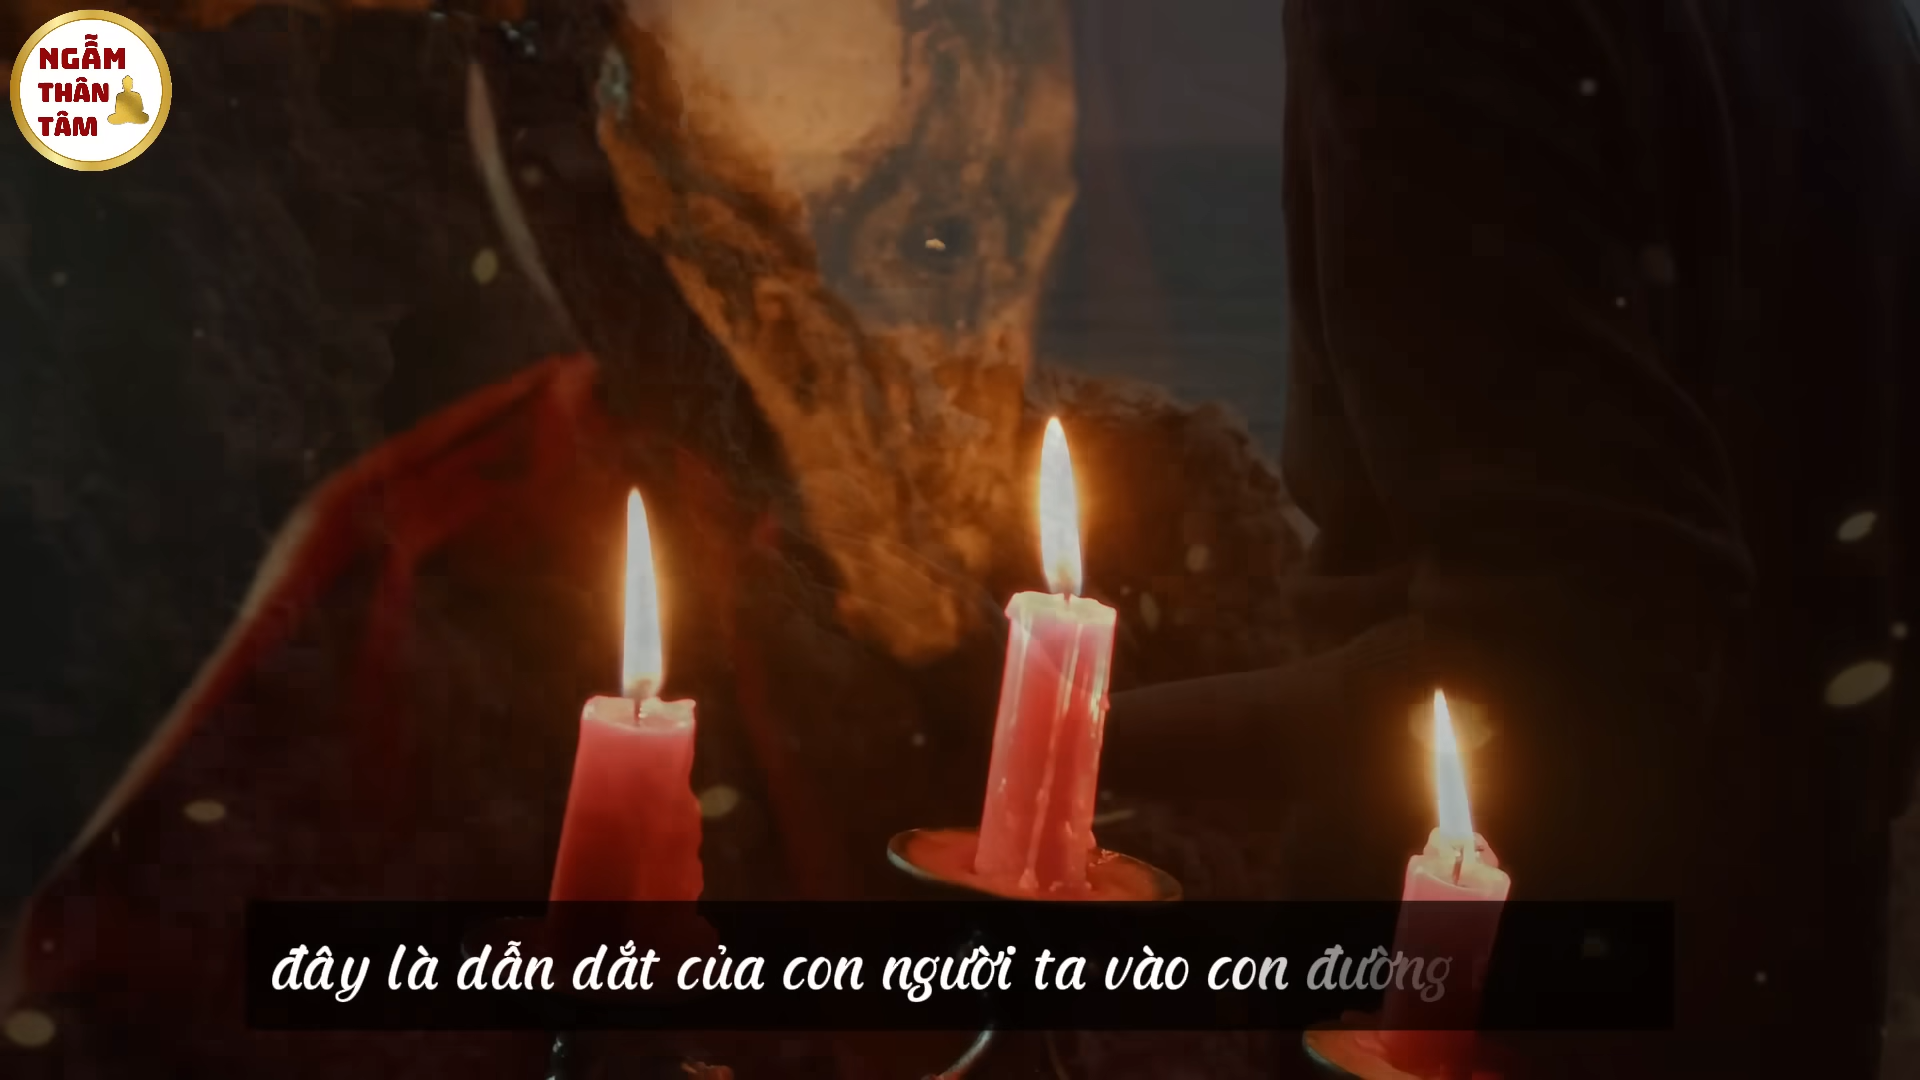 NGẪM
THÂN
TÂM
đây là dẫn dắt của con người ta vào con đường